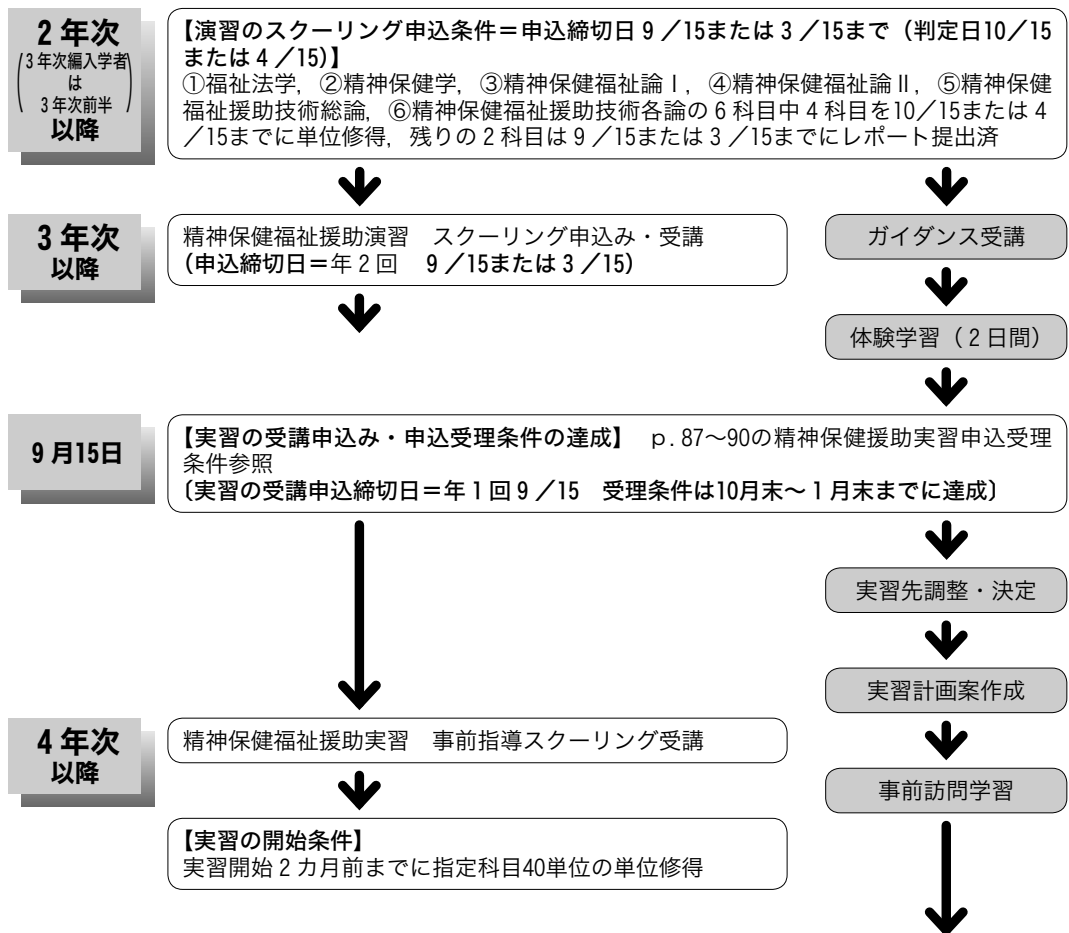 2年次
(3年次編入学者
は
3年次前半)
以降
【演習のスクーリング申込条件＝申込締切日9／15または3／15まで（判定日10／15
または4／15）】
①福祉法学，②精神保健学，③精神保健福祉論Ⅰ，④精神保健福祉論Ⅱ，⑤精神保健
福祉援助技術総論，⑥精神保健福祉援助技術各論の6科目中4科目を10／15または4
／15までに単位修得，残りの2科目は9／15または3／15までにレポート提出済
3年次
以降
精神保健福祉援助演習　スクーリング申込み・受講
（申込締切日＝年2回　9／15または3／15）
ガイダンス受講
体験学習（2日間）
9月15日
【実習の受講申込み・申込受理条件の達成】　p.87～90の精神保健援助実習申込受理
条件参照
〔実習の受講申込締切日＝年1回9／15　受理条件は10月末～1月末までに達成〕
実習先調整・決定
実習計画案作成
4年次
以降
精神保健福祉援助実習　事前指導スクーリング受講
事前訪問学習
【実習の開始条件】
実習開始2カ月前までに指定科目40単位の単位修得